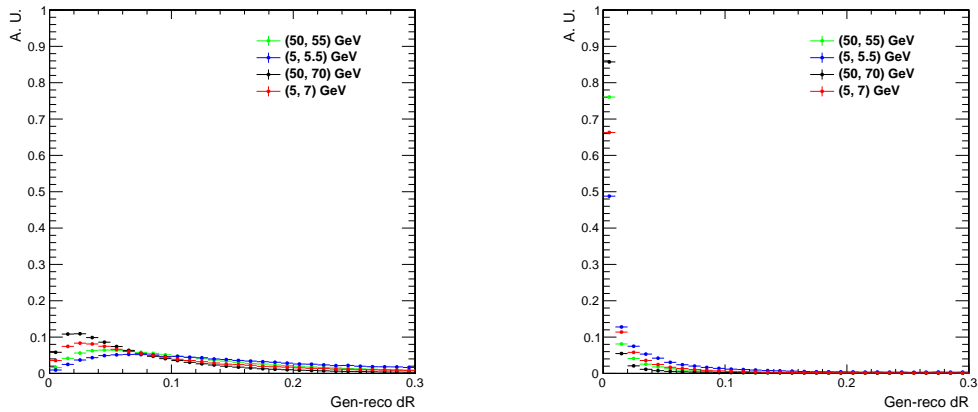 A. U.
1
0.9
0.8
0.7
0.6
0.5
0.4
0.3
0.2
0.1
0
0 0.1 0.2 0.3
Gen-reco dR
(50, 55) GeV
(5, 5.5) GeV
(50, 70) GeV
(5, 7) GeV
A. U.
1
0.9
0.8
0.7
0.6
0.5
0.4
0.3
0.2
0.1
0
0 0.1 0.2 0.3
Gen-reco dR
(50, 55) GeV
(5, 5.5) GeV
(50, 70) GeV
(5, 7) GeV